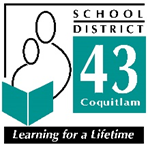 SCHOOL
DISTRICT
43
Coquitlam
Learning for a Lifetime